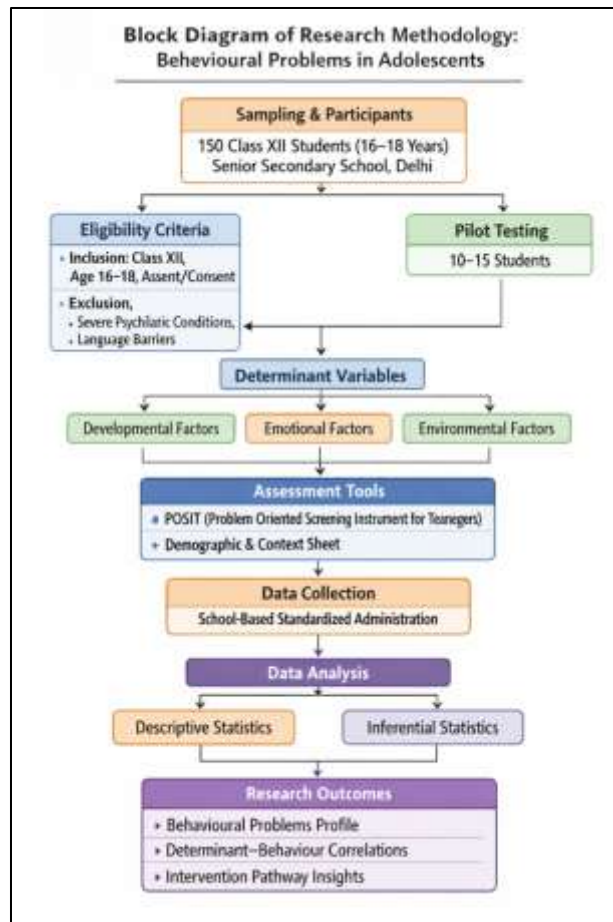 Block Diagram of Research Methodology:
Behevioural Problems in Adolescents
Sampling & Participants
150 Class XII Students (16–18 Years)
Senior Secondary School, Delhi
Eligibility Criteria
• Inclusion: Class XII,
Age 16–18, Assent/Consent
• Exclusion,
• Severe Psychliatic Conditions,
• Language Barriers
Pilot Testing
10–15 Students
Determinant Variables
Developmental Factors
Emotional Factors
Environmental Factors
Assessment Tools
• POSIT (Problem Oriented Screening Instrument for Teanegers)
+ Demographic & Context Sheet
Data Collection
School-Based Standardized Administration
Data Analysis
Descriptive Statistics
Inferential Statistics
Research Outcomes
▸ Behavioural Problems Profile
▸ Determinant–Behaviour Correlations
▸ Intervention Pathway Insights